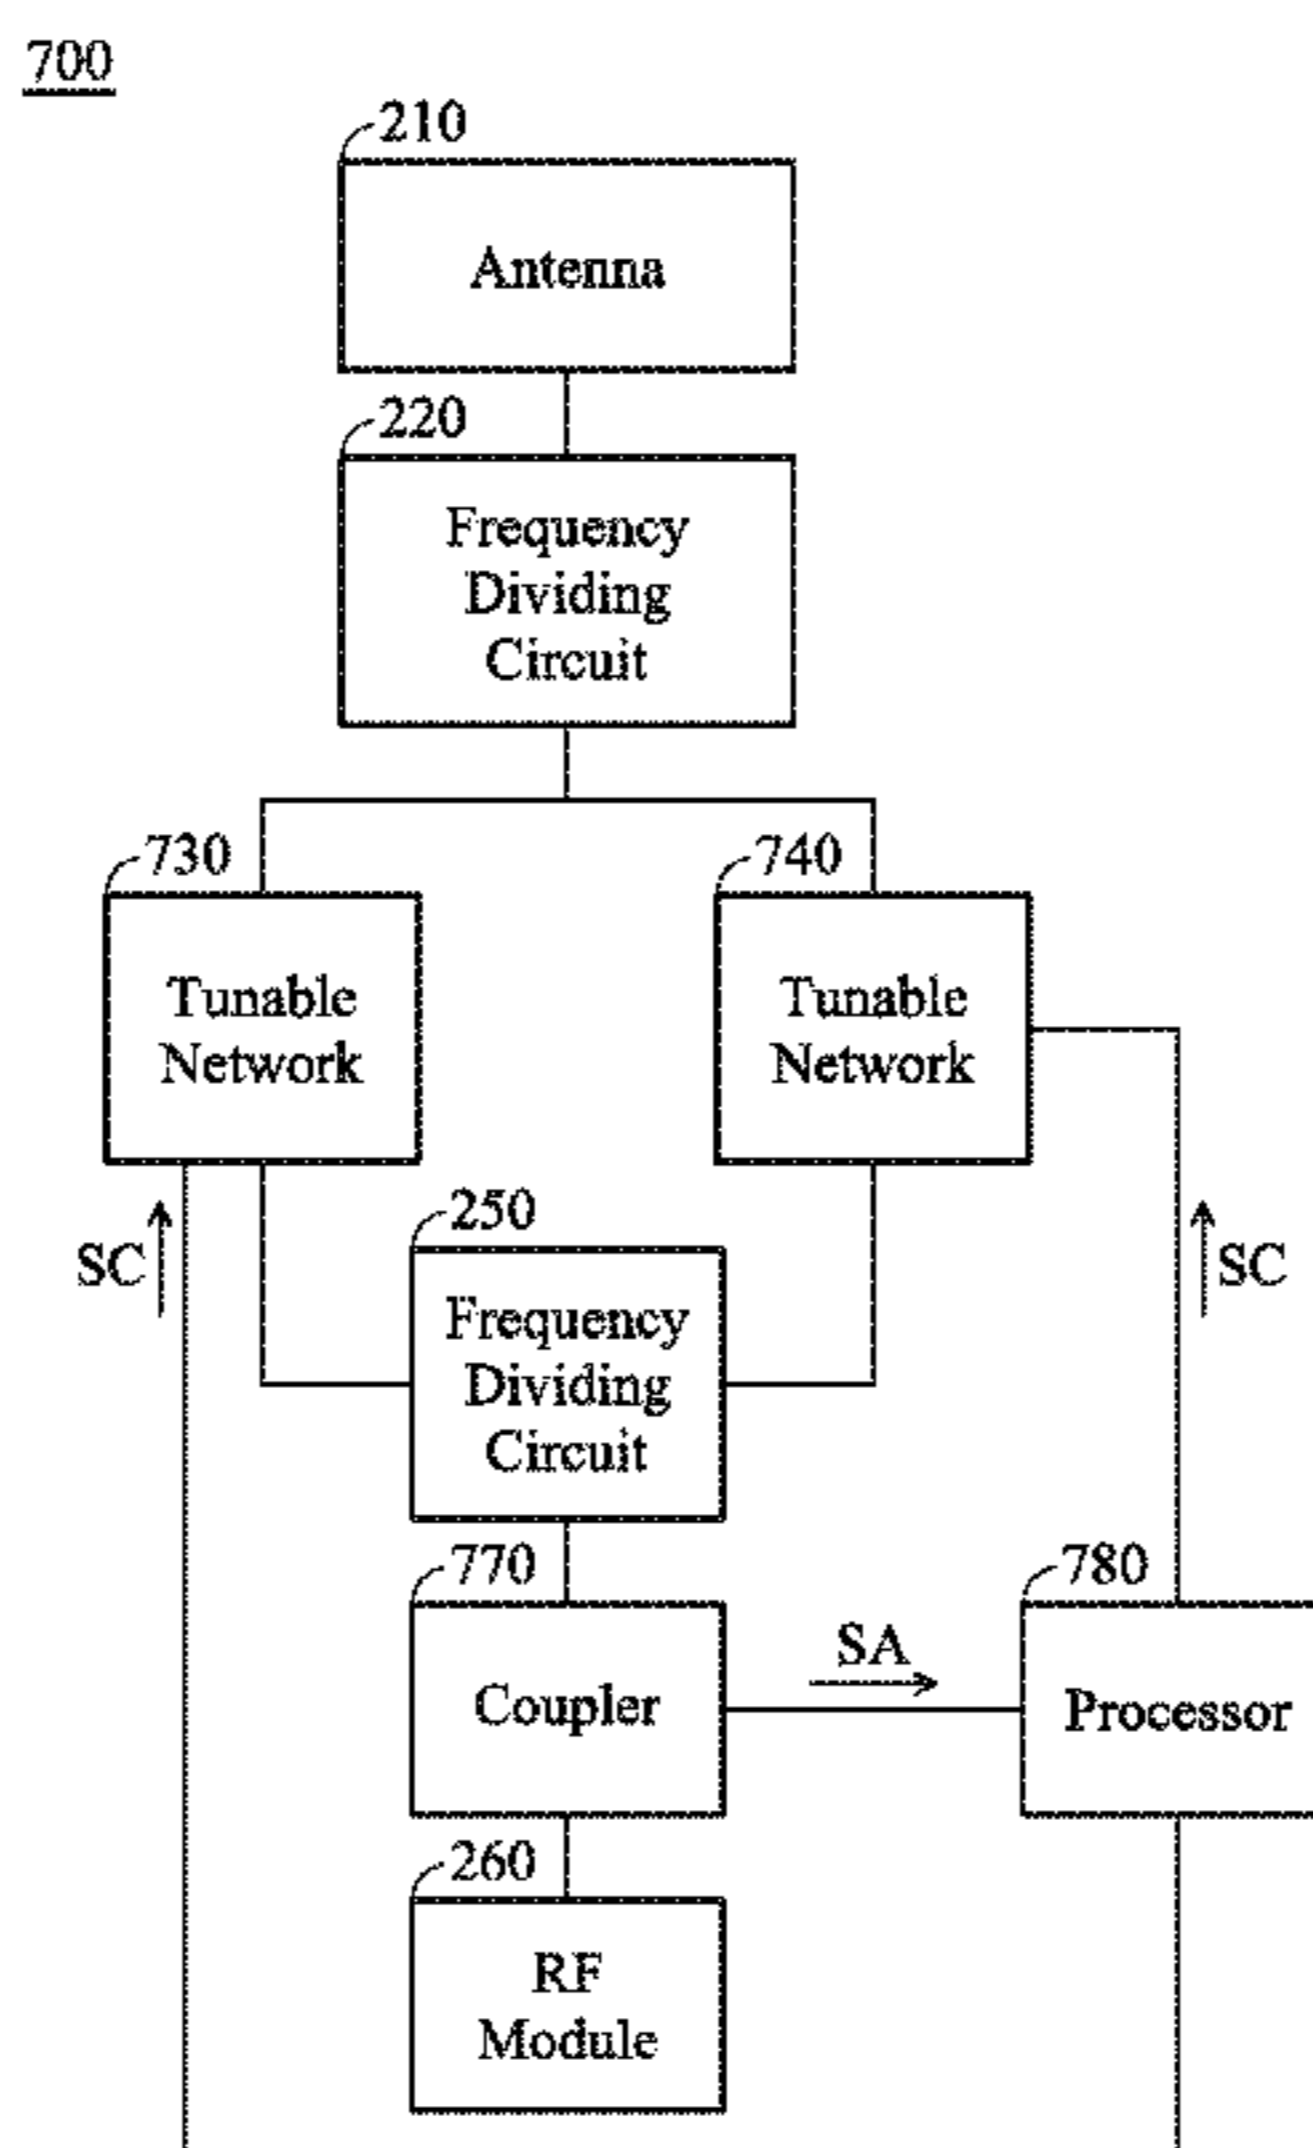 700
210
Antenna
220
Frequency
Dividing
Circuit
730
740
Tunable
Network
Tunable
Network
250
SC
SC
Frequency
Dividing
Circuit
770
780
SA
Coupler
Processor
260
RF
Module